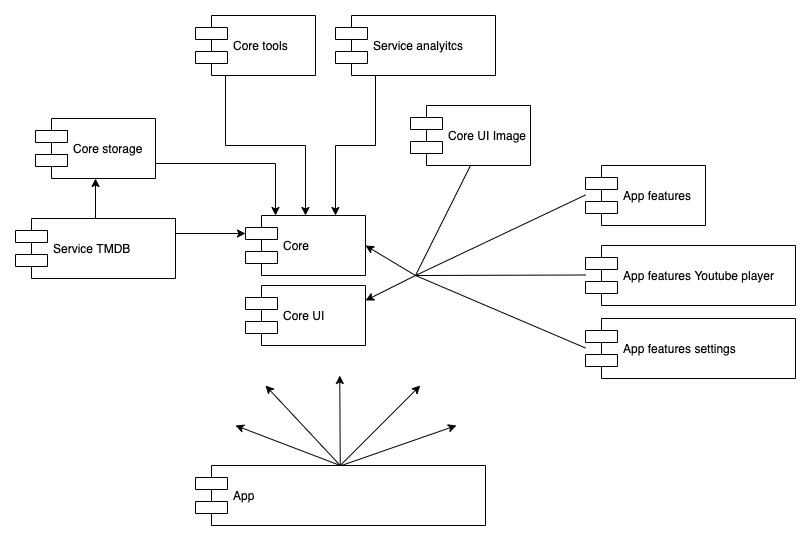 Core tools
Service analyitcs
Core UI Image
Core storage
App features
Service TMDB
Core
App features Youtube player
Core UI
App features settings
App